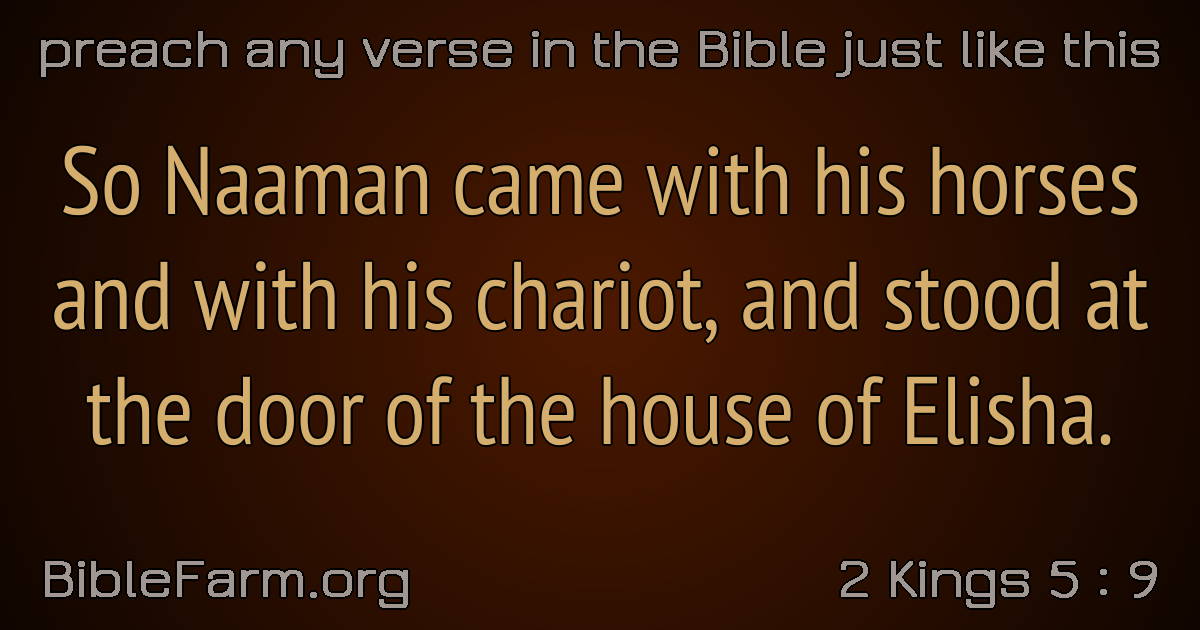 preach any verse in the Bible just like this
So Naaman came with his horses
and with his chariot, and stood at
the door of the house of Elisha.
BibleFarm.org
2 Kings 5 : 9